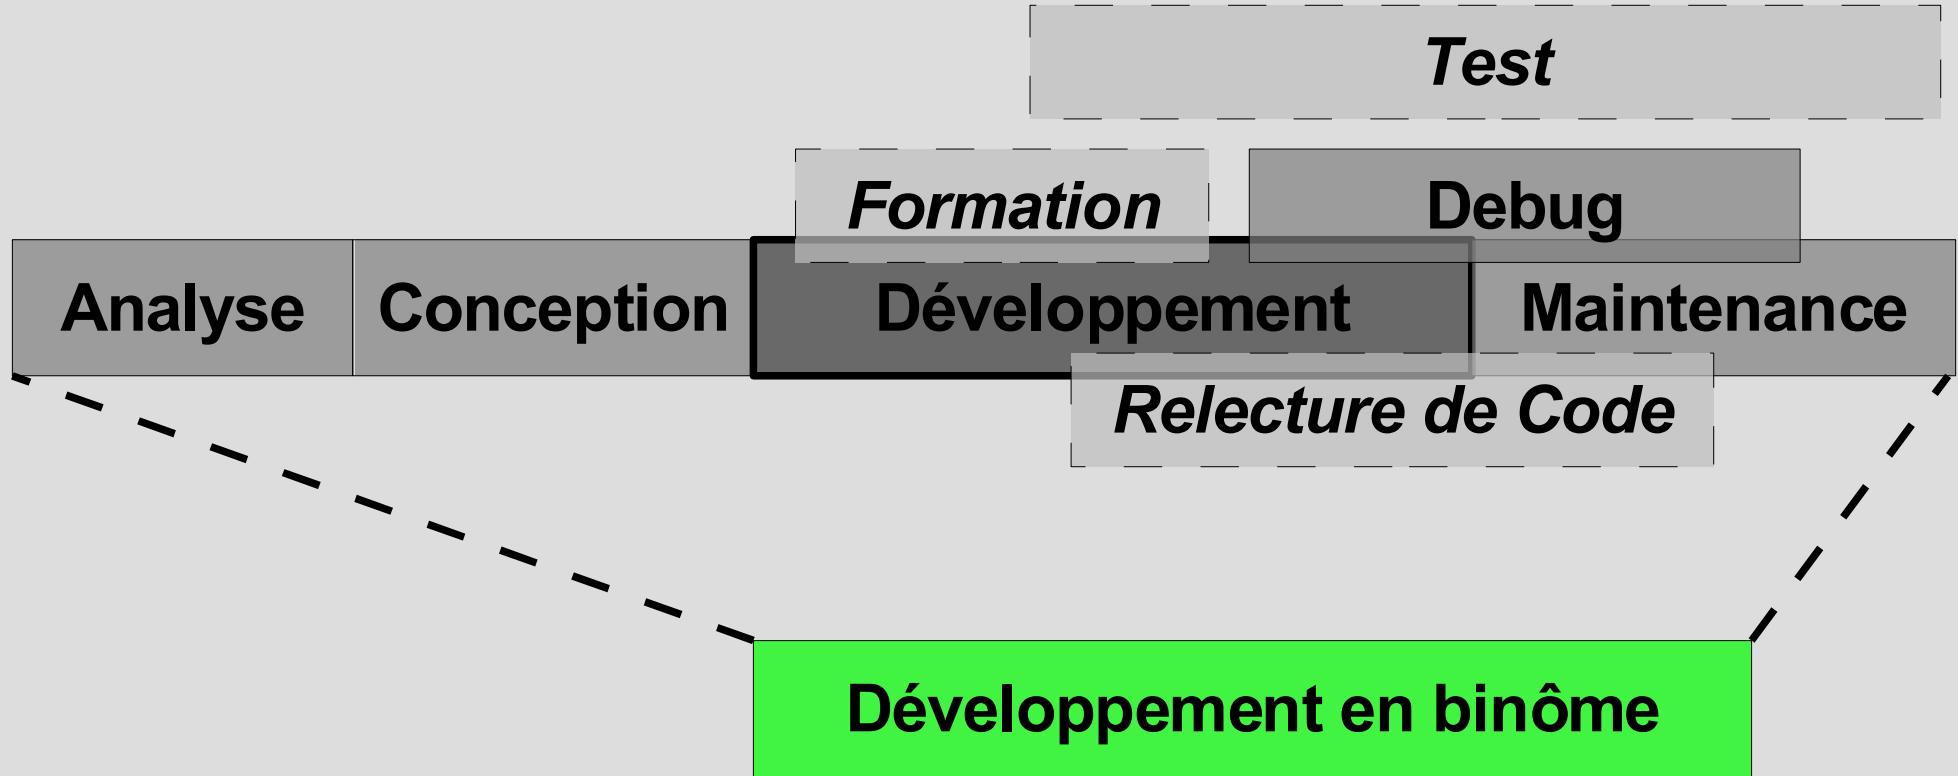 Test
Formation
Debug
Analyse
Conception
Développement
Maintenance
Relecture de Code
Développement en binôme